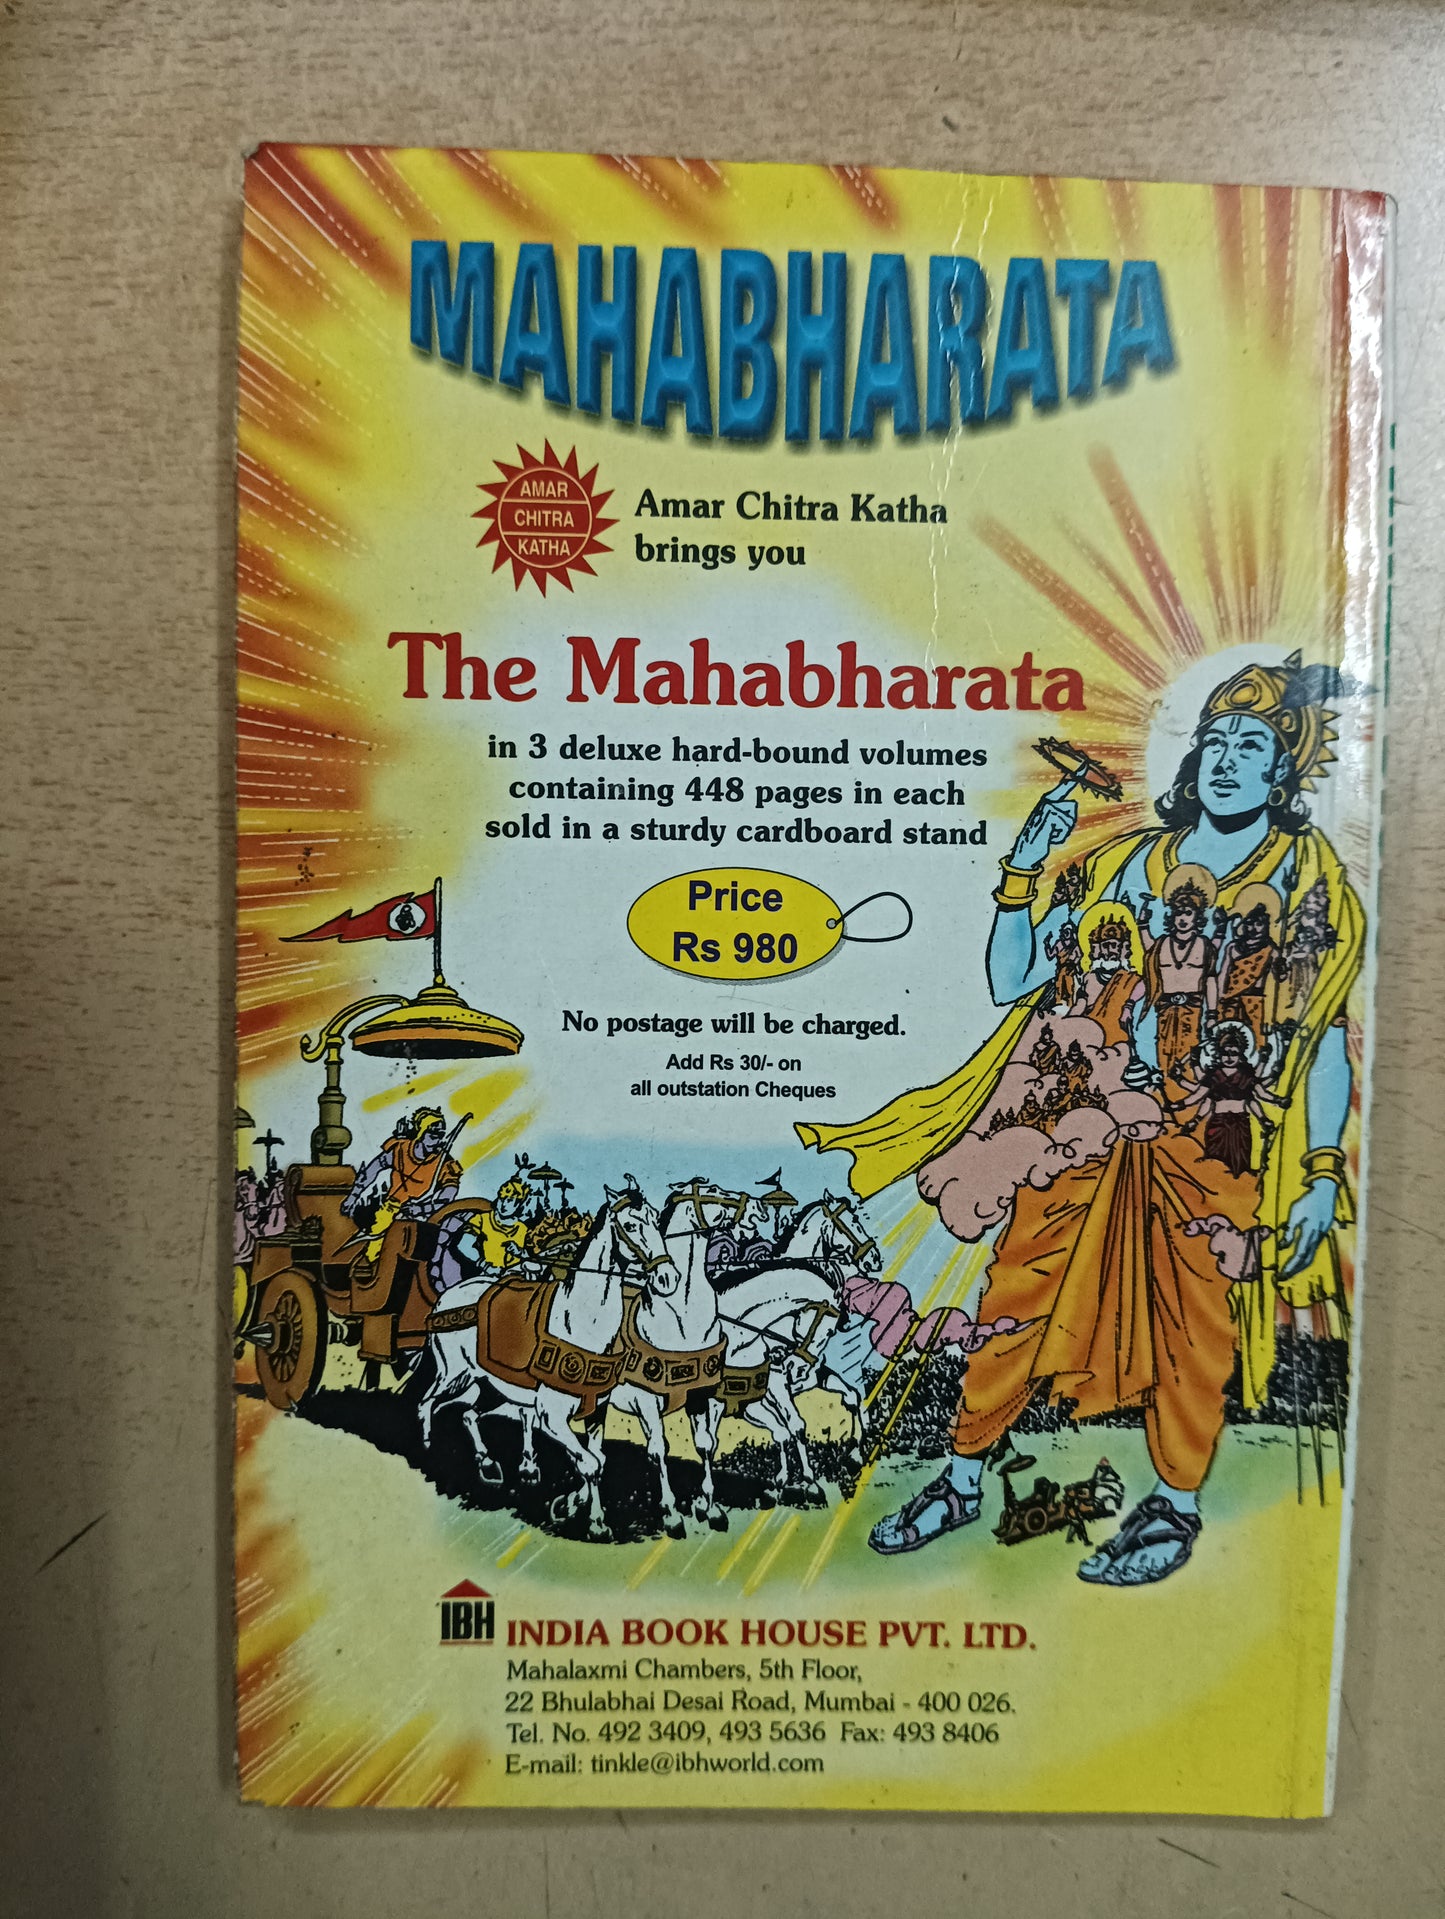 MAHABHARATA
AMAR
CHITRA
KATHA
Amar Chitra Katha
brings you
The Mahabharata
in 3 deluxe hard-bound volumes
containing 448 pages in each
sold in a sturdy cardboard stand
Price
Rs 980
No postage will be charged.
Add Rs 30/- on
all outstation Cheques
IBH
INDIA BOOK HOUSE PVT. LTD.
Mahalaxmi Chambers, 5th Floor,
22 Bhulabhai Desai Road, Mumbai - 400 026.
Tel. No. 492 3409, 493 5636 Fax: 493 8406
E-mail: tinkle@ibhworld.com